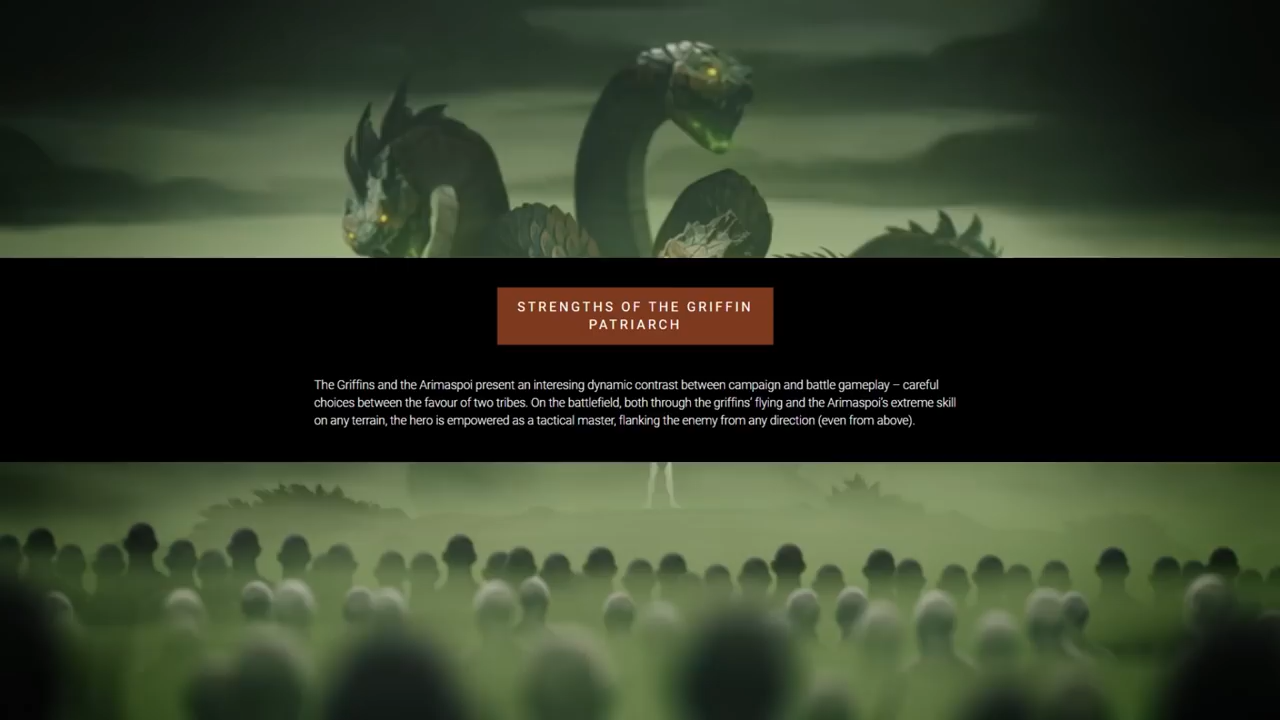 STRENGTHS OF THE GRIFFIN
PATRIARCH
The Griffins and the Arimaspoi present an interesing dynamic contrast between campaign and battle gameplay – careful
choices between the favour of two tribes. On the battlefield, both through the griffins' flying and the Arimaspoi's extreme skill
on any terrain, the hero is empowered as a tactical master, flanking the enemy from any direction (even from above).